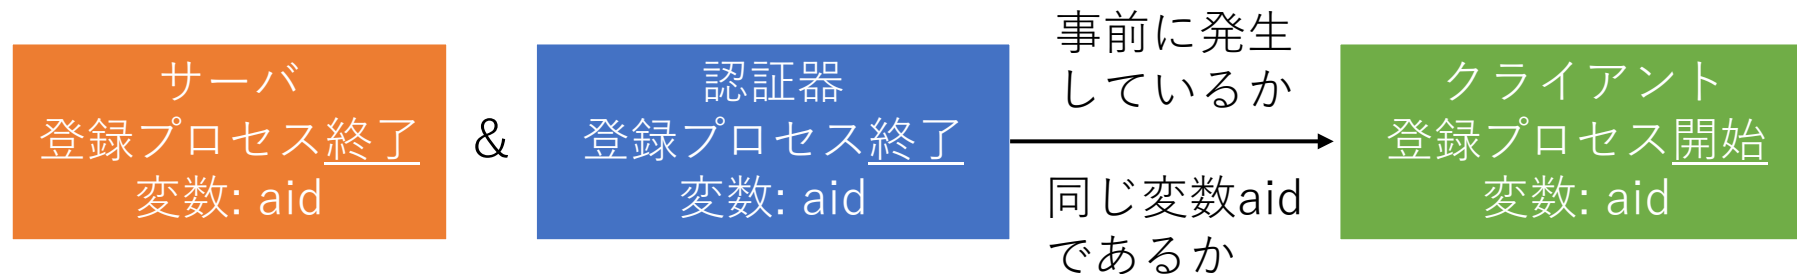 サーバ
登録プロセス終了
変数: aid
&
認証器
登録プロセス終了
変数: aid
事前に発生
しているか
同じ変数aid
であるか
クライアント
登録プロセス開始
変数: aid